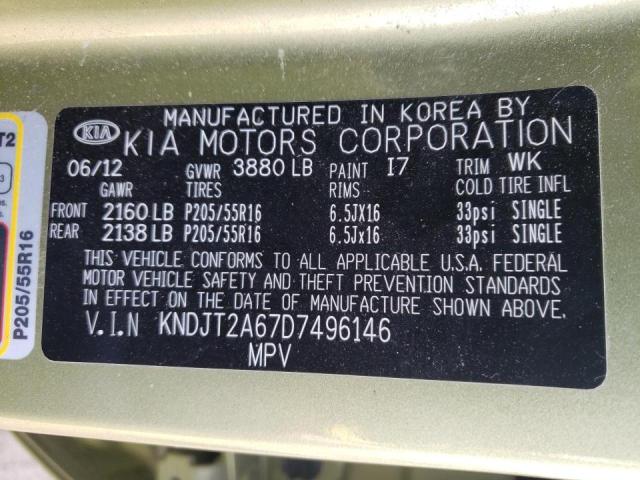 MANUFACTURED IN KOREA BY
KIA KIA MOTORS CORPORATION
06/12 GVWR 3880 LB PAINT I7 TRIM WK
GAWR TIRES RIMS COLD TIRE INFL
FRONT 2160 LB P205/55R16 6.5JX16 33psi SINGLE
REAR 2138 LB P205/55R16 6.5Jx16 33psi SINGLE
THIS VEHICLE CONFORMS TO ALL APPLICABLE U.S.A. FEDERAL
MOTOR VEHICLE SAFETY AND THEFT PREVENTION STANDARDS
IN EFFECT ON THE DATE OF MANUFACTURE SHOWN ABOVE.
V.I.N KNDJT2A67D7496146
MPV
T2
3
P205/55R16